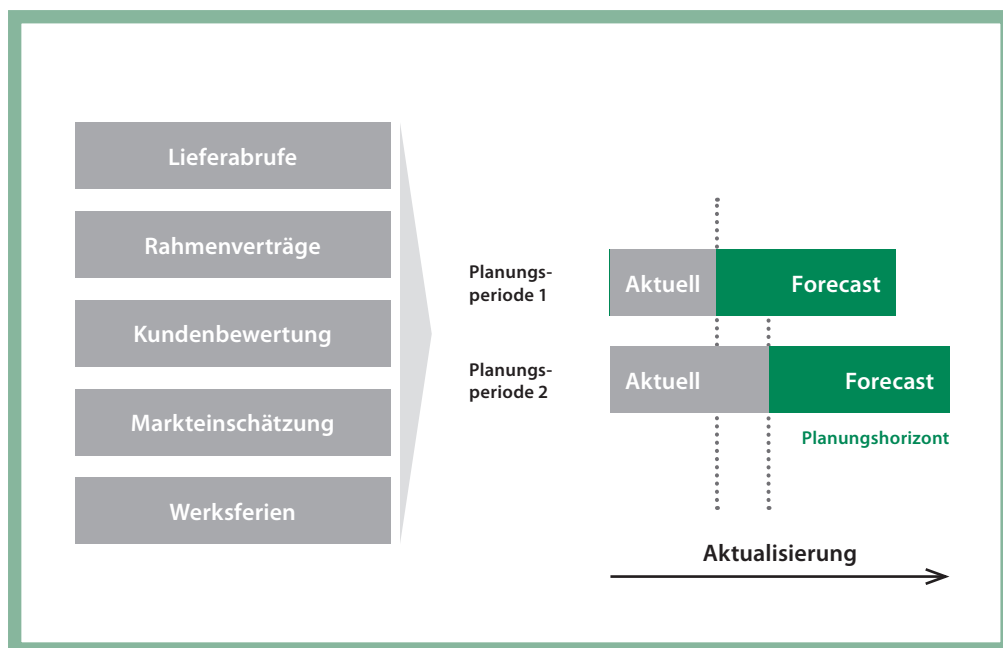 Lieferabrufe
Rahmenverträge
Kundenbewertung
Markteinschätzung
Werksferien
Planungs-
periode 1
Aktuell
Forecast
Planungs-
periode 2
Aktuell
Forecast
Planungshorizont
Aktualisierung